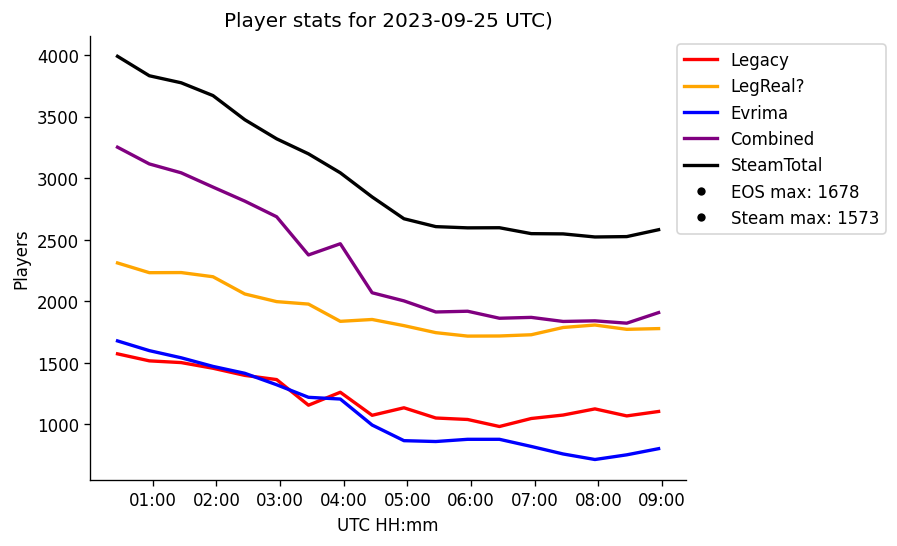 Player stats for 2023-09-25 UTC)
Players
4000
3500
3000
2500
2000
1500
1000
01:00
02:00
03:00
04:00
05:00
06:00
07:00
08:00
09:00
UTC HH:mm
Legacy
LegReal?
Evrima
Combined
SteamTotal
EOS max: 1678
Steam max: 1573